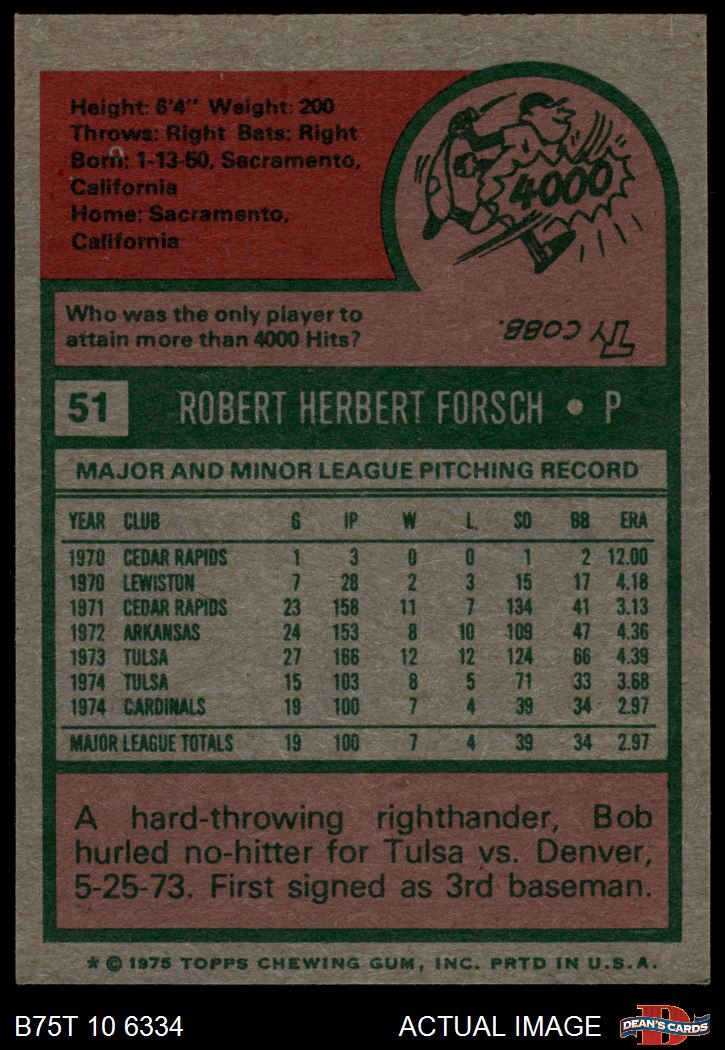 Height: 6'4" Weight: 200
Throws: Right Bats: Right
Born: 1-13-50, Sacramento,
California
Home: Sacramento,
California
4000
Who was the only player to
attain more than 4000 Hits?
TY COBB.
51 ROBERT HERBERT FORSCH • P
MAJOR AND MINOR LEAGUE PITCHING RECORD
YEAR CLUB G IP W L SO BB ERA
1970 CEDAR RAPIDS 1 3 0 0 1 2 12.00
1970 LEWISTON 7 28 2 3 15 17 4.18
1971 CEDAR RAPIDS 23 158 11 7 134 41 3.13
1972 ARKANSAS 24 153 8 10 109 47 4.36
1973 TULSA 27 166 12 12 124 66 4.39
1974 TULSA 15 103 8 5 71 33 3.68
1974 CARDINALS 19 100 7 4 39 34 2.97
MAJOR LEAGUE TOTALS 19 100 7 4 39 34 2.97
A hard-throwing righthander, Bob
hurled no-hitter for Tulsa vs. Denver,
5-25-73. First signed as 3rd baseman.
* © 1975 TOPPS CHEWING GUM, INC. PRTD IN U.S.A.
B75T 10 6334 ACTUAL IMAGE
D
DEAN'S CARDS